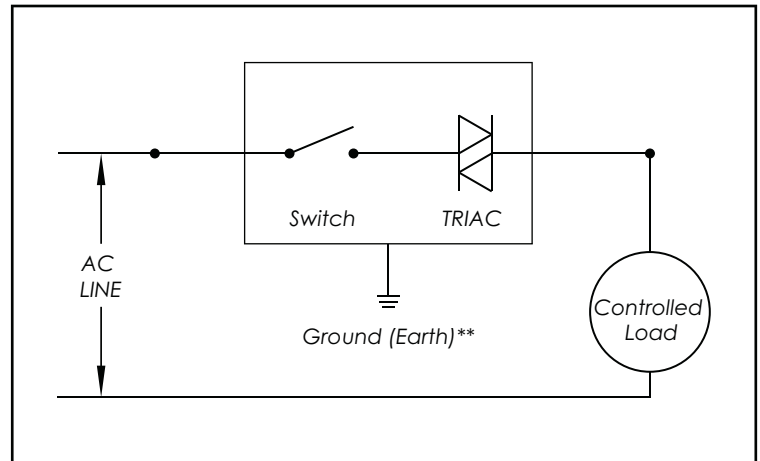 Switch
TRIAC
AC
LINE
Ground (Earth)**
Controlled
Load